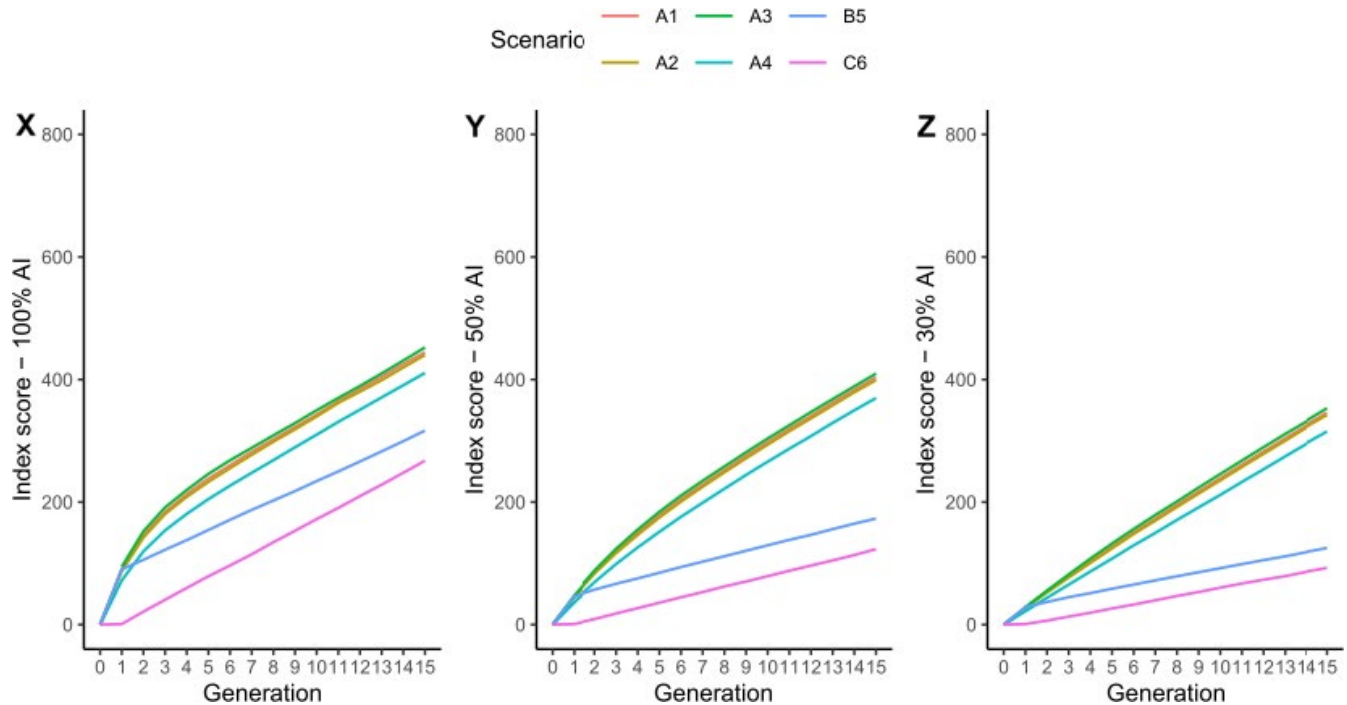 Scenario
A1 A3 B5
A2 A4 C6
X
800
600
400
200
0
Index score – 100% AI
0 1 2 3 4 5 6 7 8 9 10 11 12 13 14 15
Generation
Y
800
600
400
200
0
Index score – 50% AI
0 1 2 3 4 5 6 7 8 9 10 11 12 13 14 15
Generation
Z
800
600
400
200
0
Index score – 30% AI
0 1 2 3 4 5 6 7 8 9 10 11 12 13 14 15
Generation